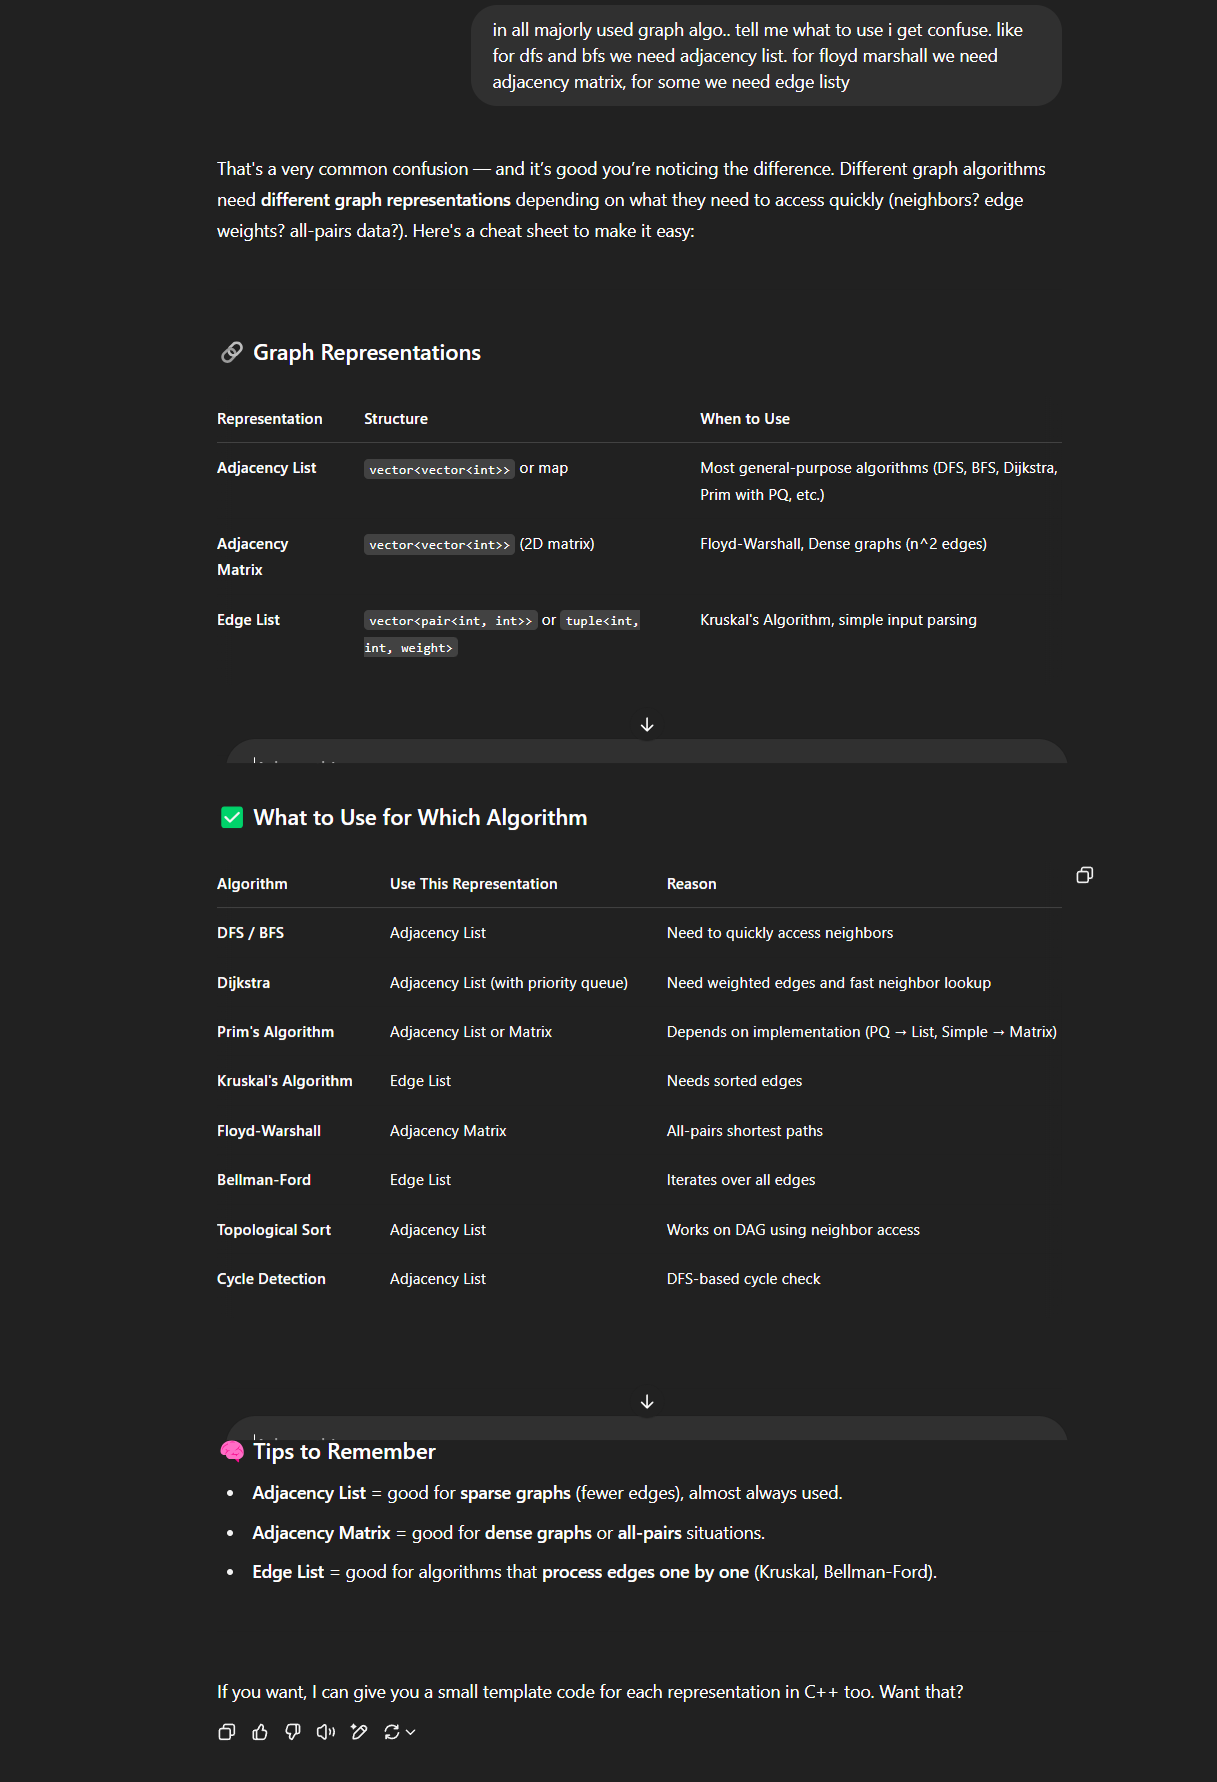 in all majorly used graph algo.. tell me what to use i get confuse. like
for dfs and bfs we need adjacency list. for floyd marshall we need
adjacency matrix, for some we need edge listy
That's a very common confusion — and it’s good you’re noticing the difference. Different graph algorithms
need different graph representations depending on what they need to access quickly (neighbors? edge
weights? all-pairs data?). Here's a cheat sheet to make it easy:
🔗 Graph Representations
Representation Structure When to Use
Adjacency List vector<vector<int>> or map Most general-purpose algorithms (DFS, BFS, Dijkstra,
Prim with PQ, etc.)
Adjacency vector<vector<int>> (2D matrix) Floyd-Warshall, Dense graphs (n^2 edges)
Matrix
Edge List vector<pair<int, int>> or tuple<int, Kruskal's Algorithm, simple input parsing
int, weight>
✅ What to Use for Which Algorithm
Algorithm Use This Representation Reason
DFS / BFS Adjacency List Need to quickly access neighbors
Dijkstra Adjacency List (with priority queue) Need weighted edges and fast neighbor lookup
Prim's Algorithm Adjacency List or Matrix Depends on implementation (PQ → List, Simple → Matrix)
Kruskal's Algorithm Edge List Needs sorted edges
Floyd-Warshall Adjacency Matrix All-pairs shortest paths
Bellman-Ford Edge List Iterates over all edges
Topological Sort Adjacency List Works on DAG using neighbor access
Cycle Detection Adjacency List DFS-based cycle check
🧠 Tips to Remember
• Adjacency List = good for sparse graphs (fewer edges), almost always used.
• Adjacency Matrix = good for dense graphs or all-pairs situations.
• Edge List = good for algorithms that process edges one by one (Kruskal, Bellman-Ford).
If you want, I can give you a small template code for each representation in C++ too. Want that?